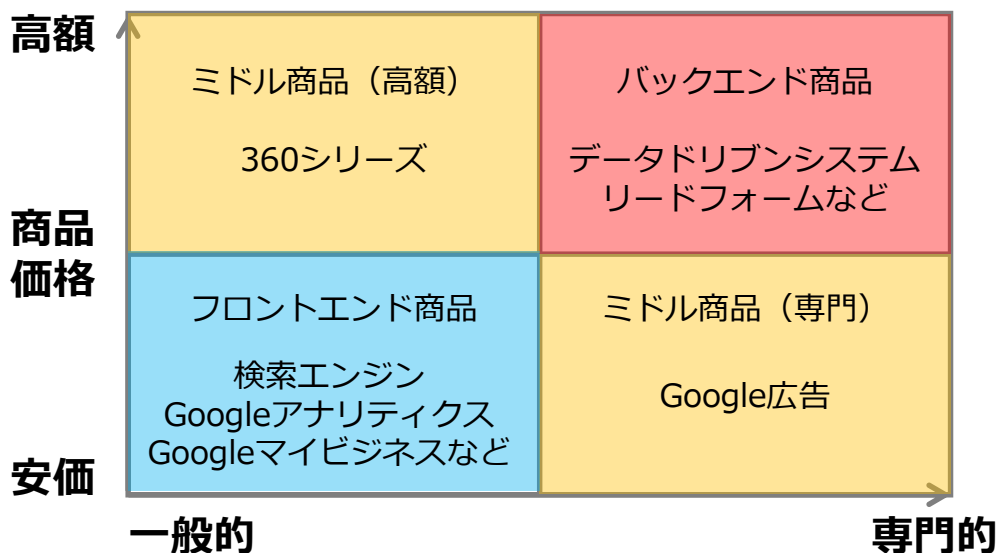 高額
ミドル商品（高額）
360シリーズ
バックエンド商品
データドリブンシステム
リードフォームなど
商品
価格
フロントエンド商品
検索エンジン
Googleアナリティクス
Googleマイビジネスなど
ミドル商品（専門）
Google広告
安価
一般的
専門的